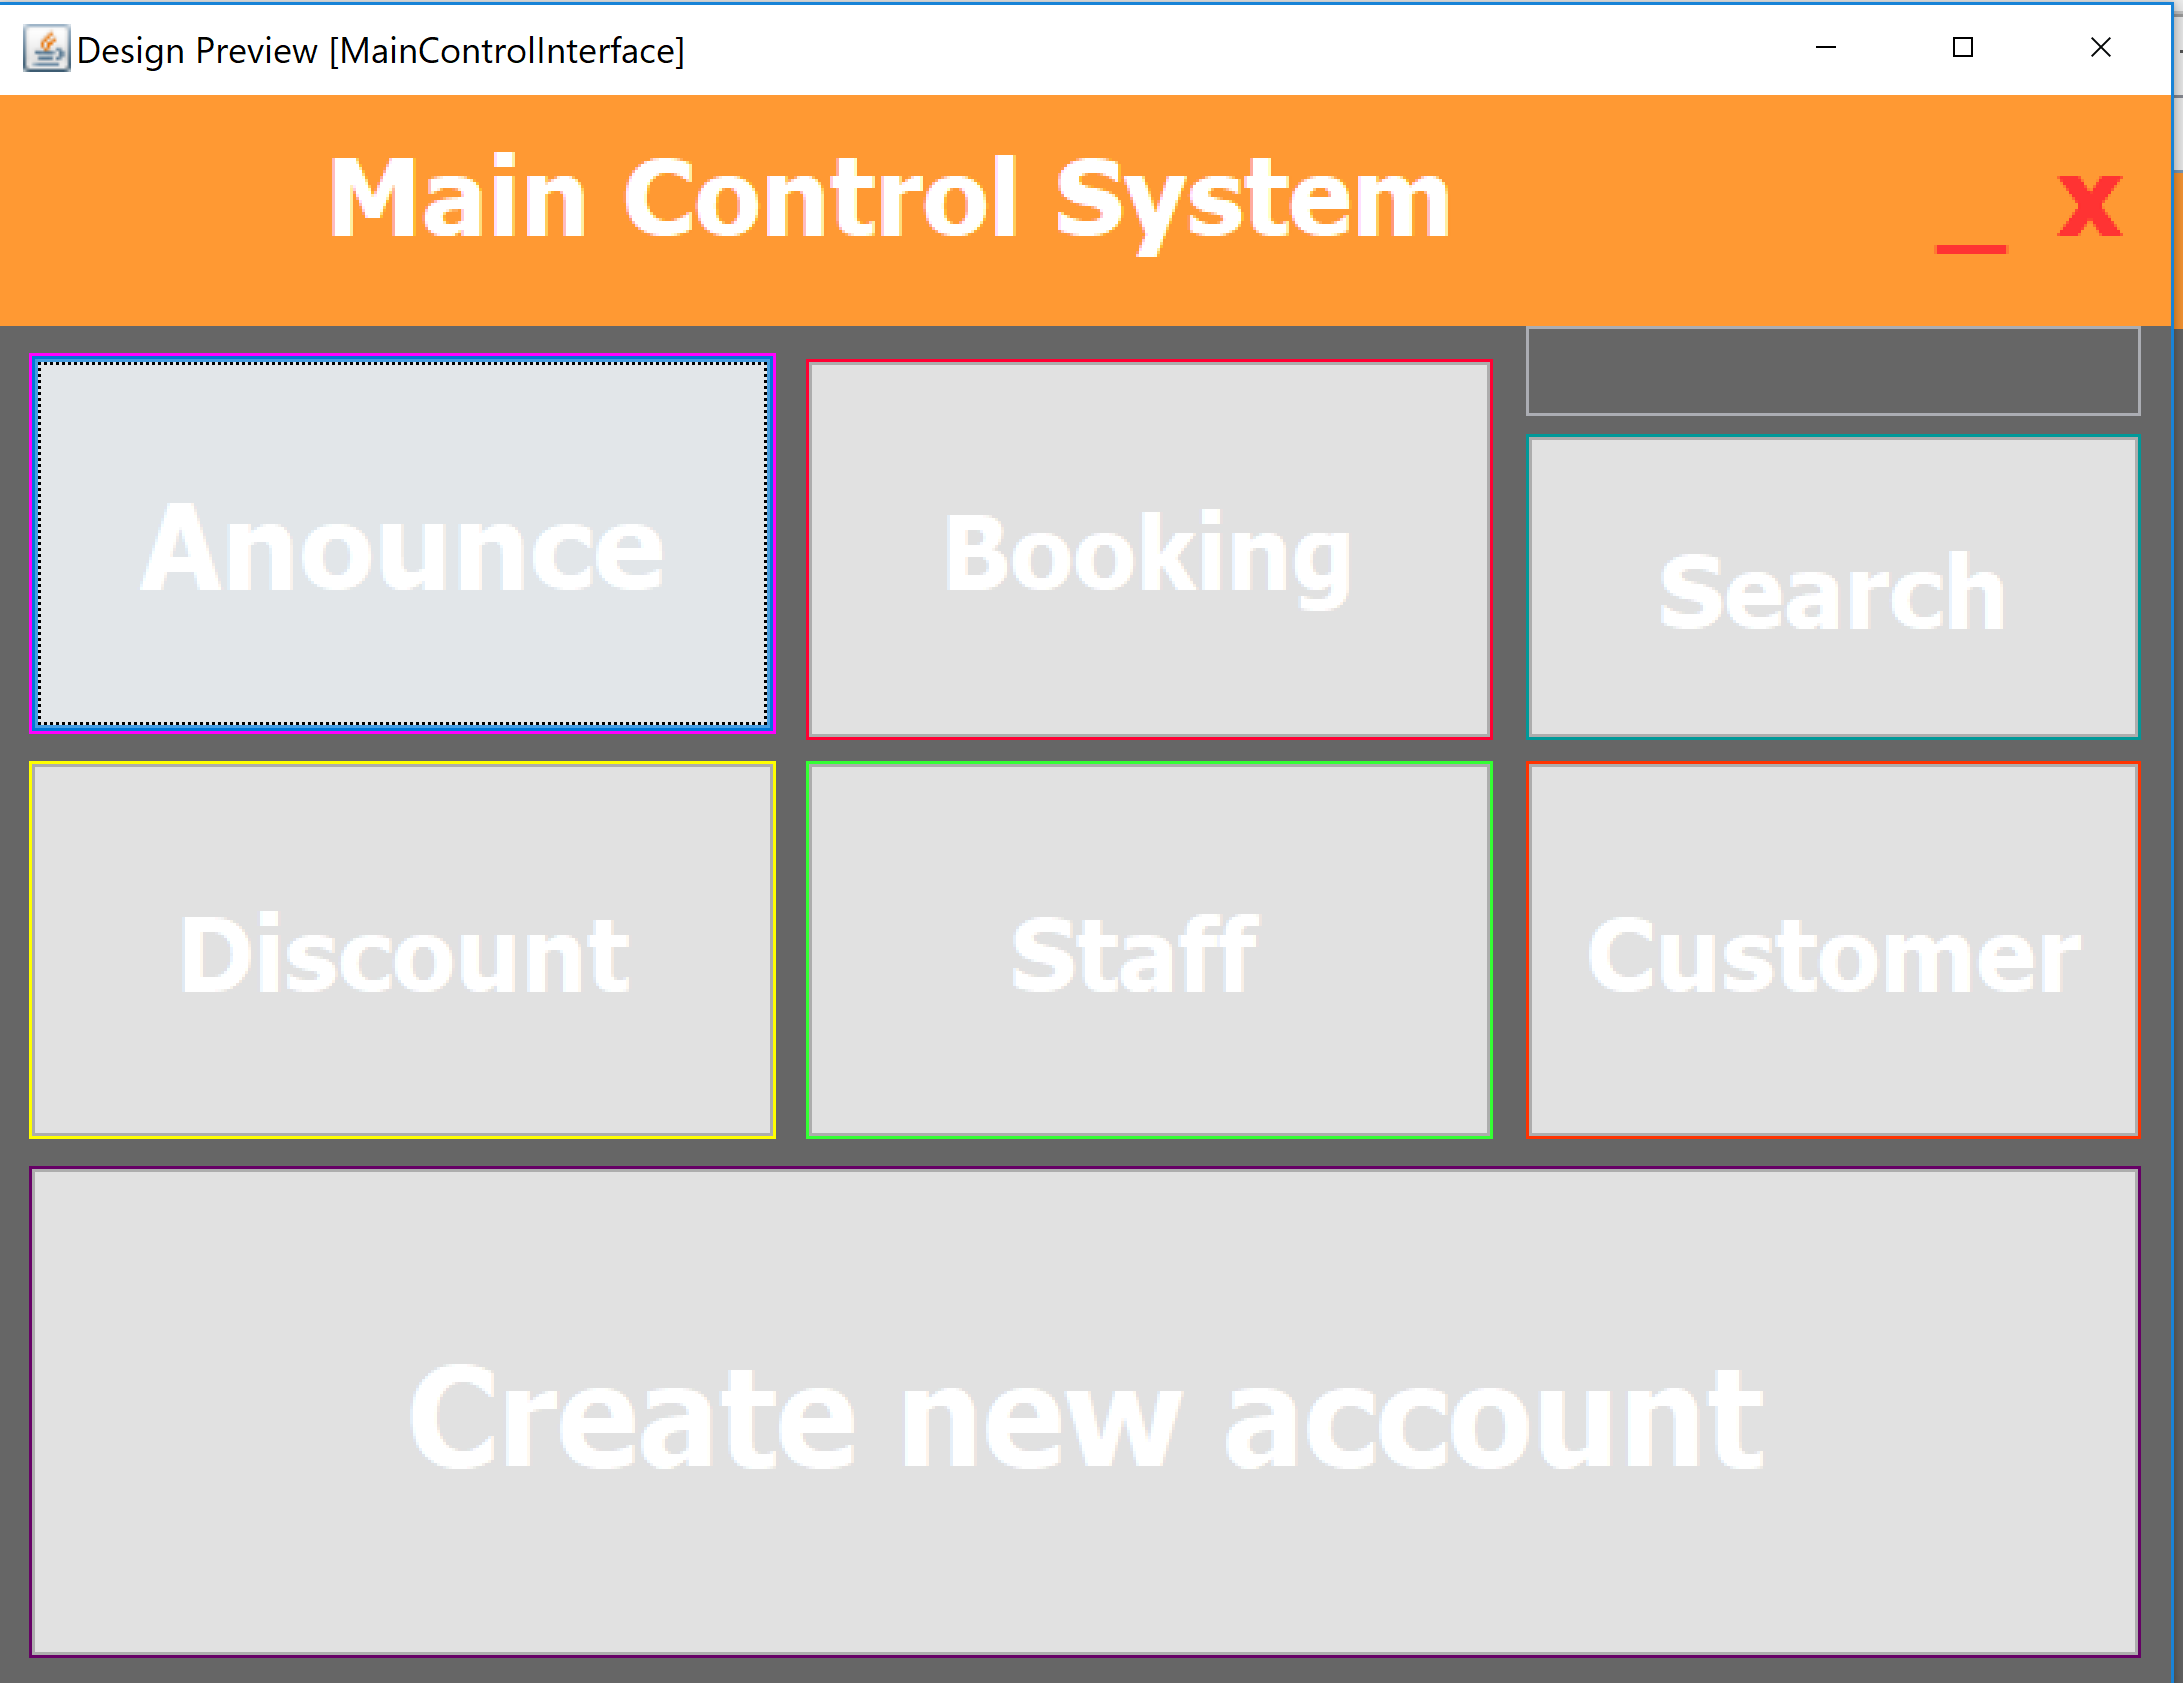 Design Preview [MainControlInterface]
Main Control System
_ x
Anounce
Booking
Search
Discount
Staff
Customer
Create new account